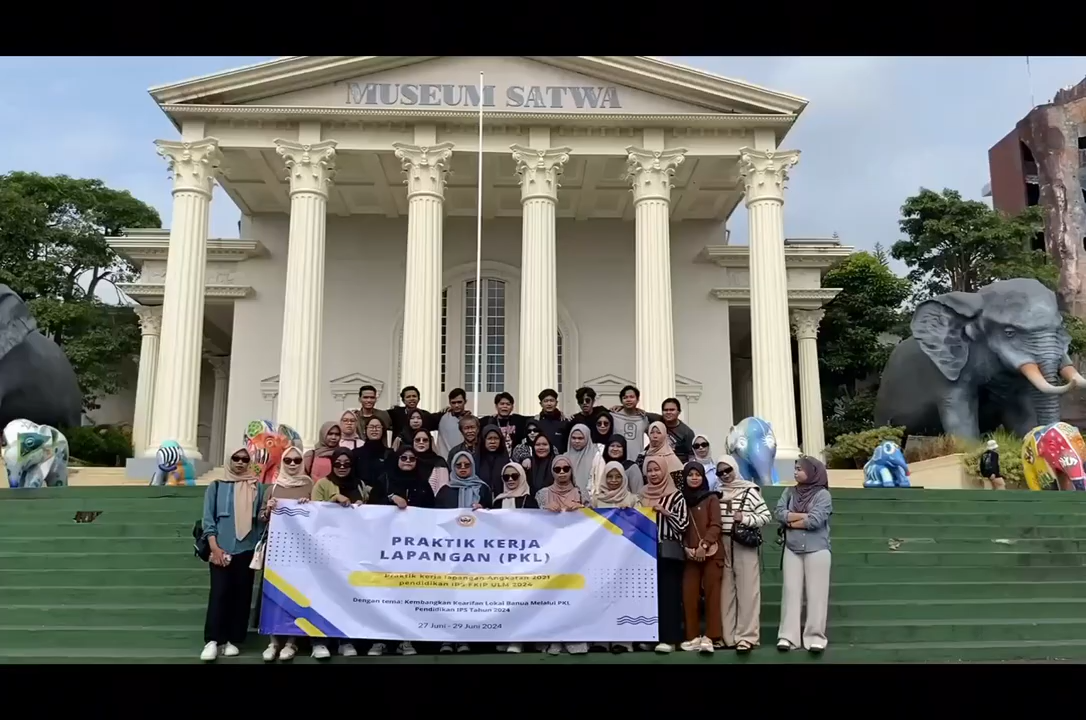 MUSEUM SATWA
PRAKTIK KERJA
LAPANGAN (PKL)
Praktik kerja lapangan Angkatan 2021
pendidikan IPS FKIP ULM 2024
Dengan tema: Kembangkan Kearifan Lokal Banua Melalui PKL
Pendidikan IPS Tahun 2024
27 Juni - 29 Juni 2024
9